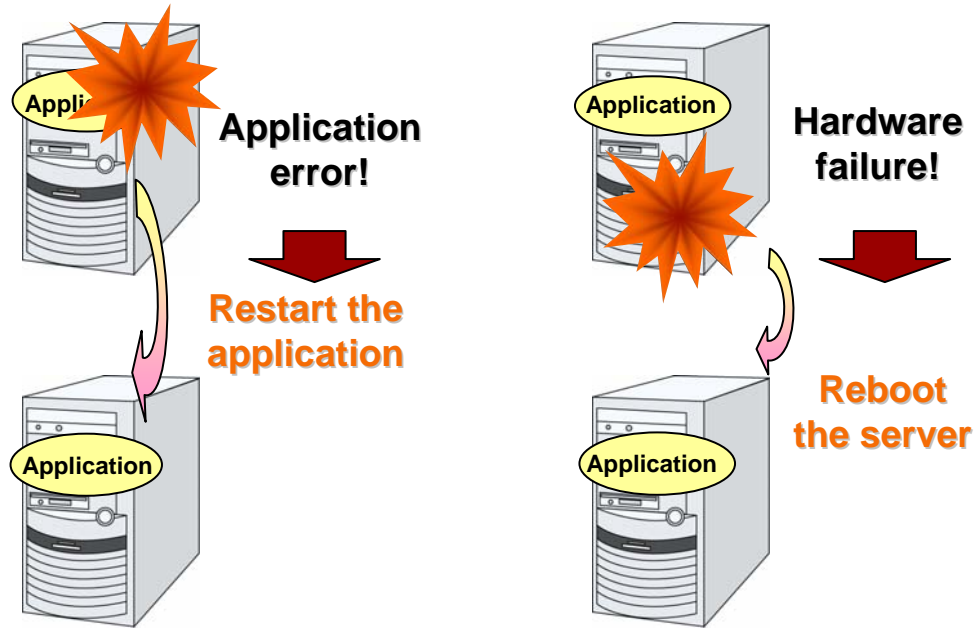 Appli
Application
error!
Restart the
application
Application
Application
Hardware
failure!
Reboot
the server
Application